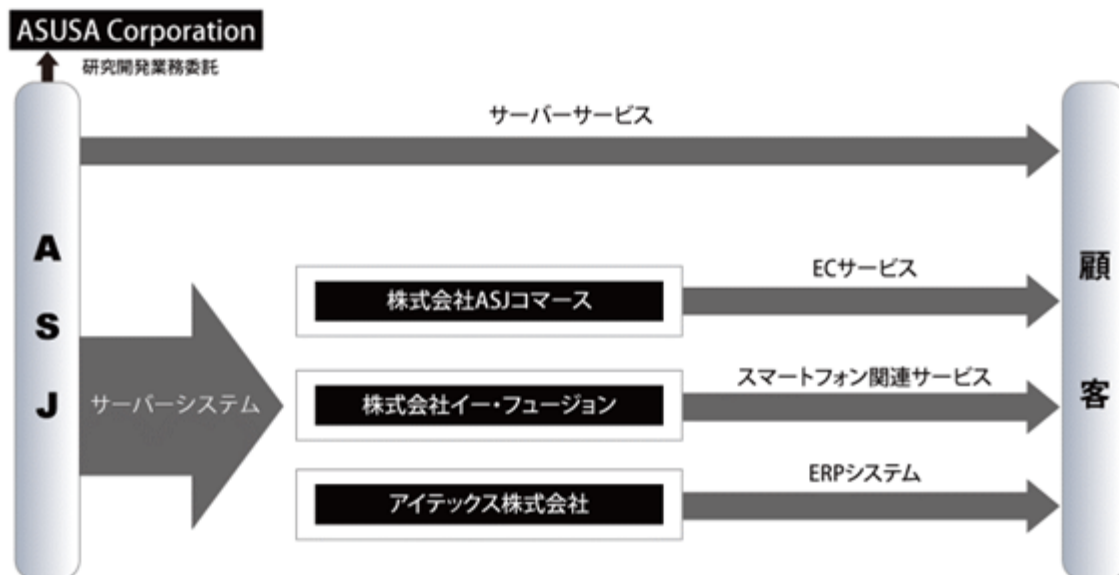 ASUSA Corporation
研究開発業務委託
サーバーサービス
ASJ
サーバーシステム
株式会社ASJコマース
ECサービス
株式会社イー・フュージョン
スマートフォン関連サービス
アイテックス株式会社
ERPシステム
顧客